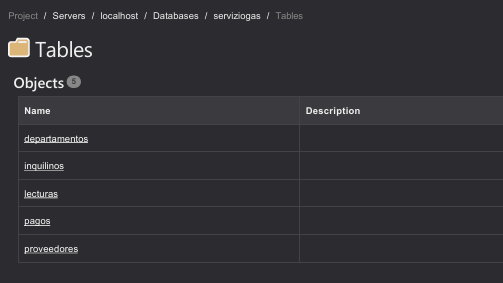 Project / Servers / localhost / Databases / serviziogas / Tables
Tables
Objects 5
Name Description
departamentos
inquilinos
lecturas
pagos
proveedores